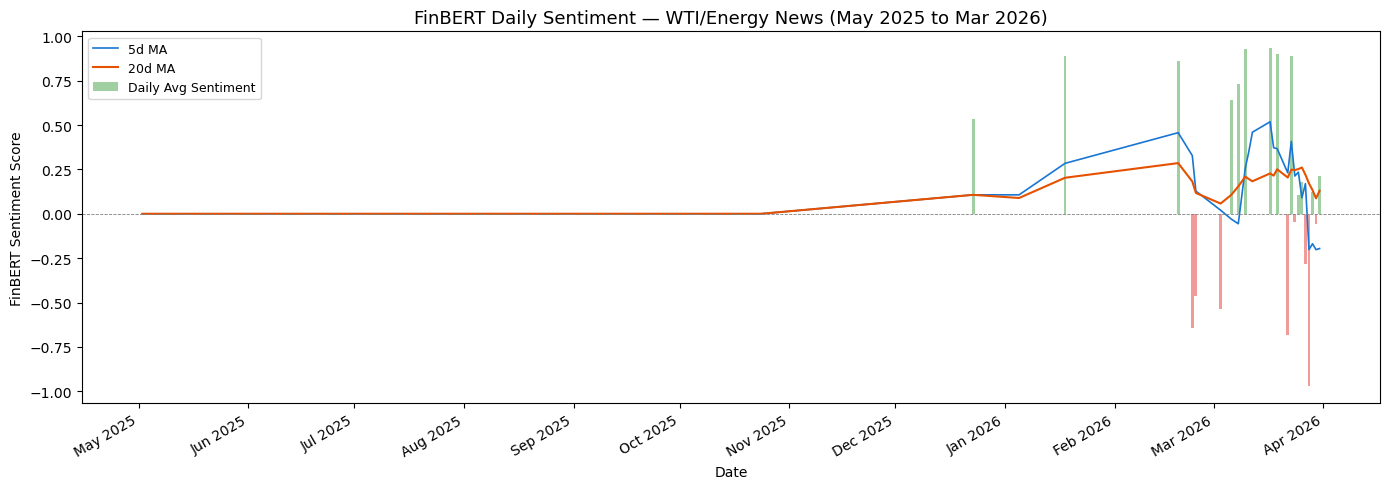 FinBERT Daily Sentiment — WTI/Energy News (May 2025 to Mar 2026)
5d MA
20d MA
Daily Avg Sentiment
FinBERT Sentiment Score
1.00
0.75
0.50
0.25
0.00
−0.25
−0.50
−0.75
−1.00
May 2025
Jun 2025
Jul 2025
Aug 2025
Sep 2025
Oct 2025
Nov 2025
Dec 2025
Jan 2026
Feb 2026
Mar 2026
Apr 2026
Date